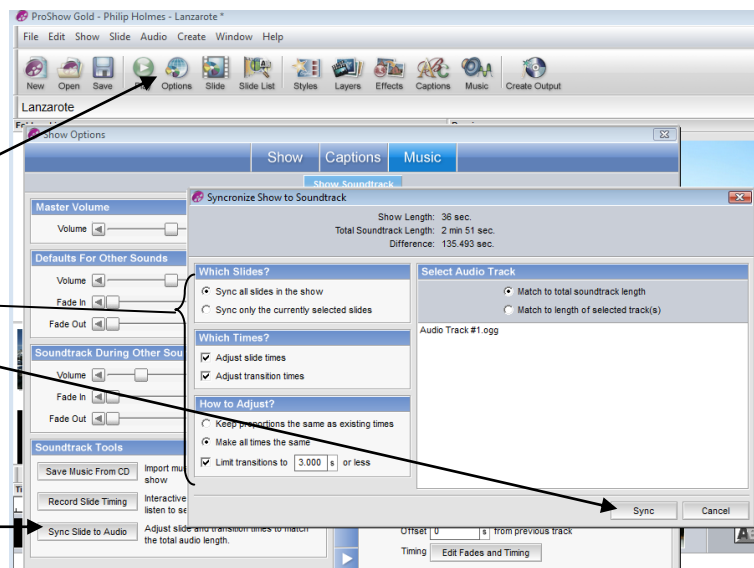 ProShow Gold - Philip Holmes - Lanzarote *
File Edit Show Slide Audio Create Window Help
New Open Save Play Options Slide Slide List Styles Layers Effects Captions Music Create Output
Lanzarote
Show Options
Show Captions Music
Show Soundtrack
Master Volume
Volume
Defaults For Other Sounds
Volume
Fade In
Fade Out
Soundtrack During Other Sou
Volume
Fade In
Fade Out
Soundtrack Tools
Save Music From CD Import mu
show
Record Slide Timing Interactive
listen to se
Sync Slide to Audio Adjust slide and transition times to match
the total audio length.
Syncronize Show to Soundtrack
Show Length: 36 sec.
Total Soundtrack Length: 2 min 51 sec.
Difference: 135.493 sec.
Which Slides?
Sync all slides in the show
Sync only the currently selected slides
Which Times?
Adjust slide times
Adjust transition times
How to Adjust?
Keep proportions the same as existing times
Make all times the same
Limit transitions to 3.000 s or less
Select Audio Track
Match to total soundtrack length
Match to length of selected track(s)
Audio Track #1.ogg
Sync Cancel
Offset 0 s from previous track
Timing Edit Fades and Timing